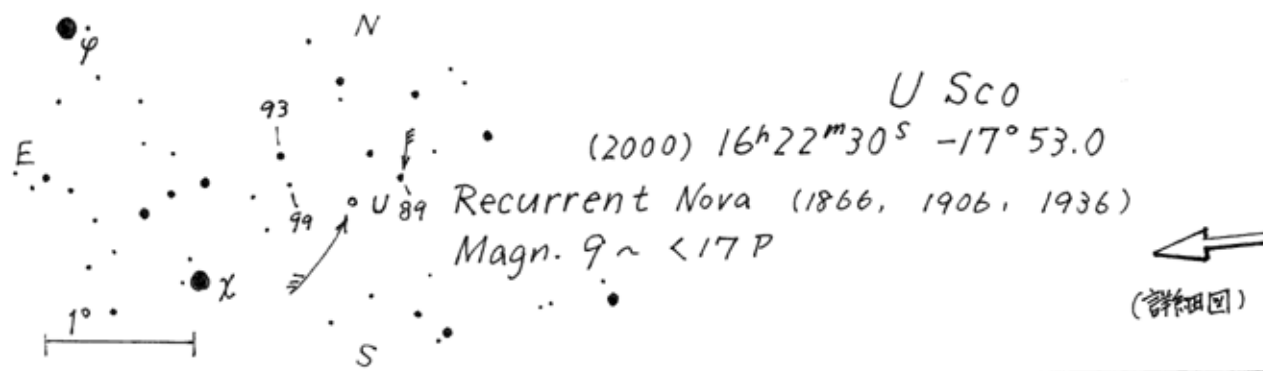 N
φ
U Sco
93
(2000) 16ʰ22ᵐ30ˢ -17°53.0
E
99
U
89
Recurrent Nova (1866, 1906, 1936)
Magn. 9~<17P
χ
(詳細図)
1°
S